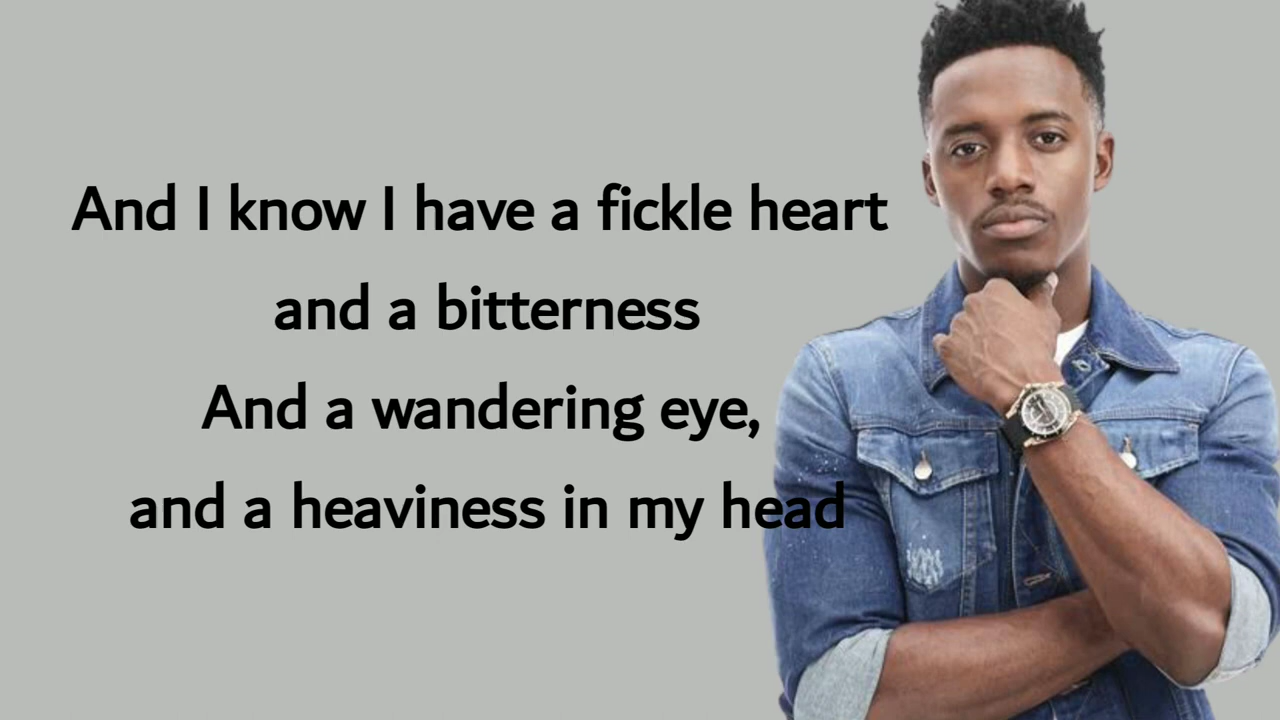 And I know I have a fickle heart
and a bitterness
And a wandering eye,
and a heaviness in my head